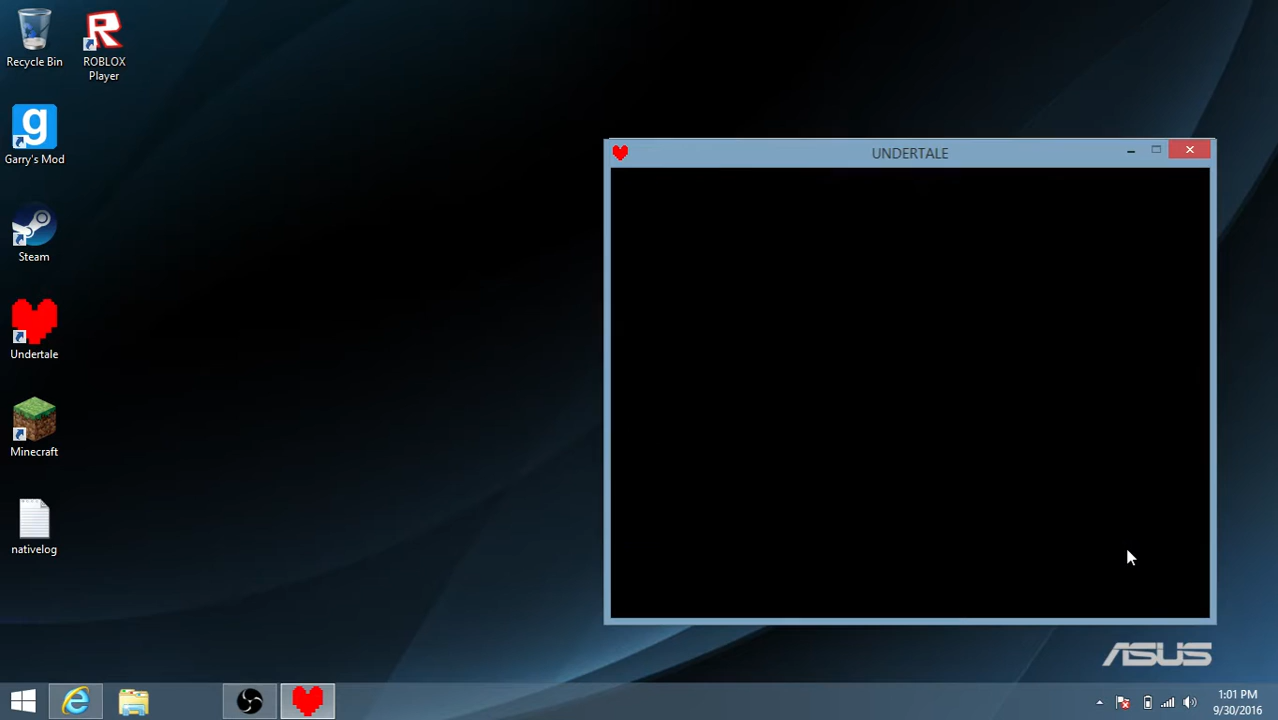 Recycle Bin
ROBLOX
Player
g
Garry's Mod
Steam
Undertale
Minecraft
nativelog
UNDERTALE
ASUS
1:01 PM
9/30/2016